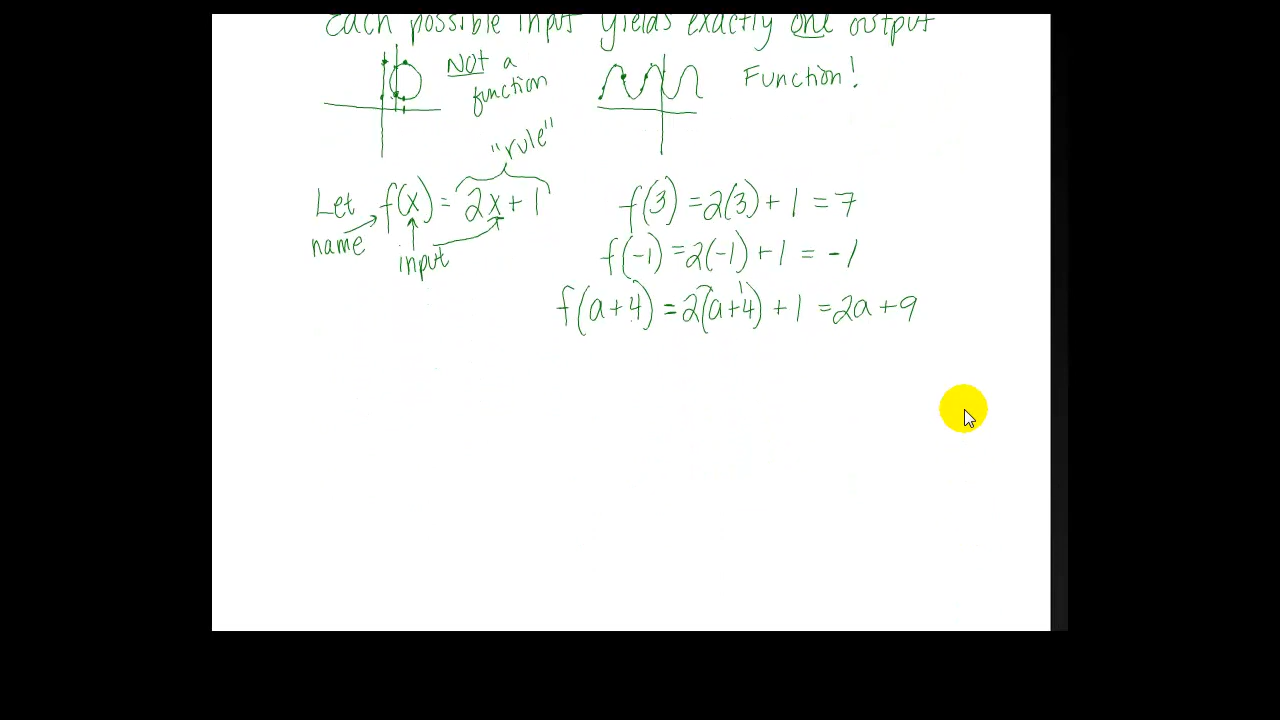 Each possible input yields exactly one output
NOT a function
Function!
"rule"
Let f(x) = 2x + 1
name
input
f(3) = 2(3) + 1 = 7
f(-1) = 2(-1) + 1 = -1
f(a+4) = 2(a+4) + 1 = 2a + 9